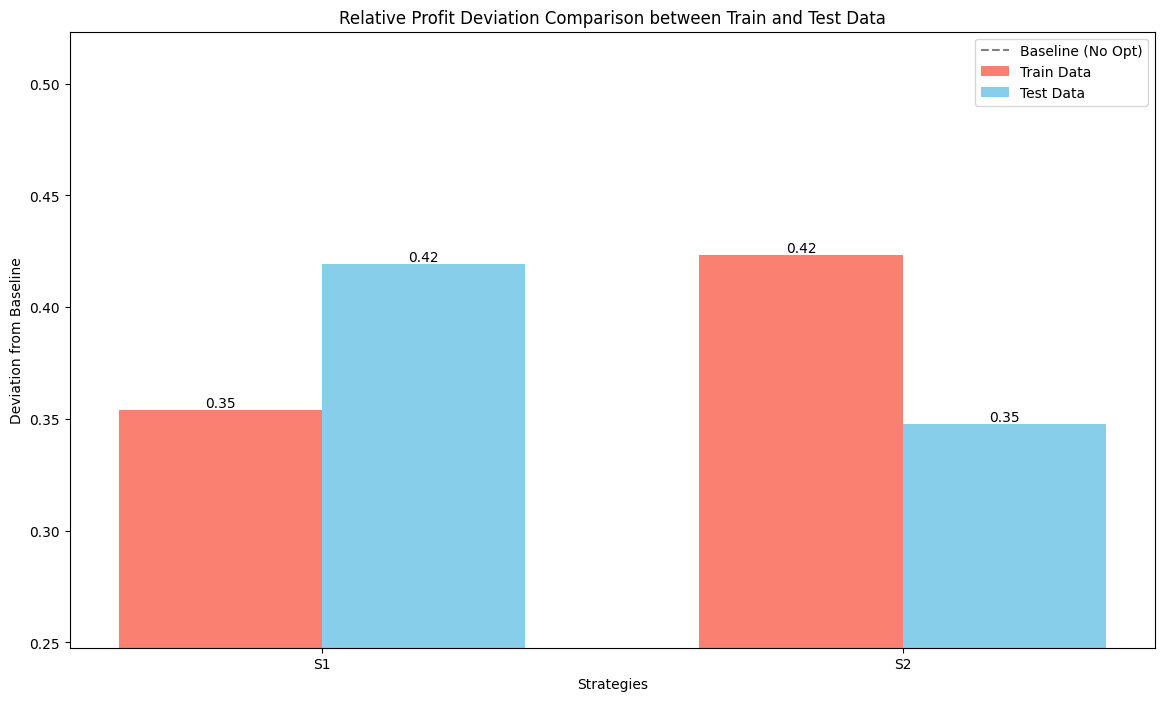 Relative Profit Deviation Comparison between Train and Test Data
Baseline (No Opt)
Train Data
Test Data
0.50
0.45
0.40
0.35
0.30
0.25
Deviation from Baseline
0.35
0.42
0.42
0.35
S1
S2
Strategies